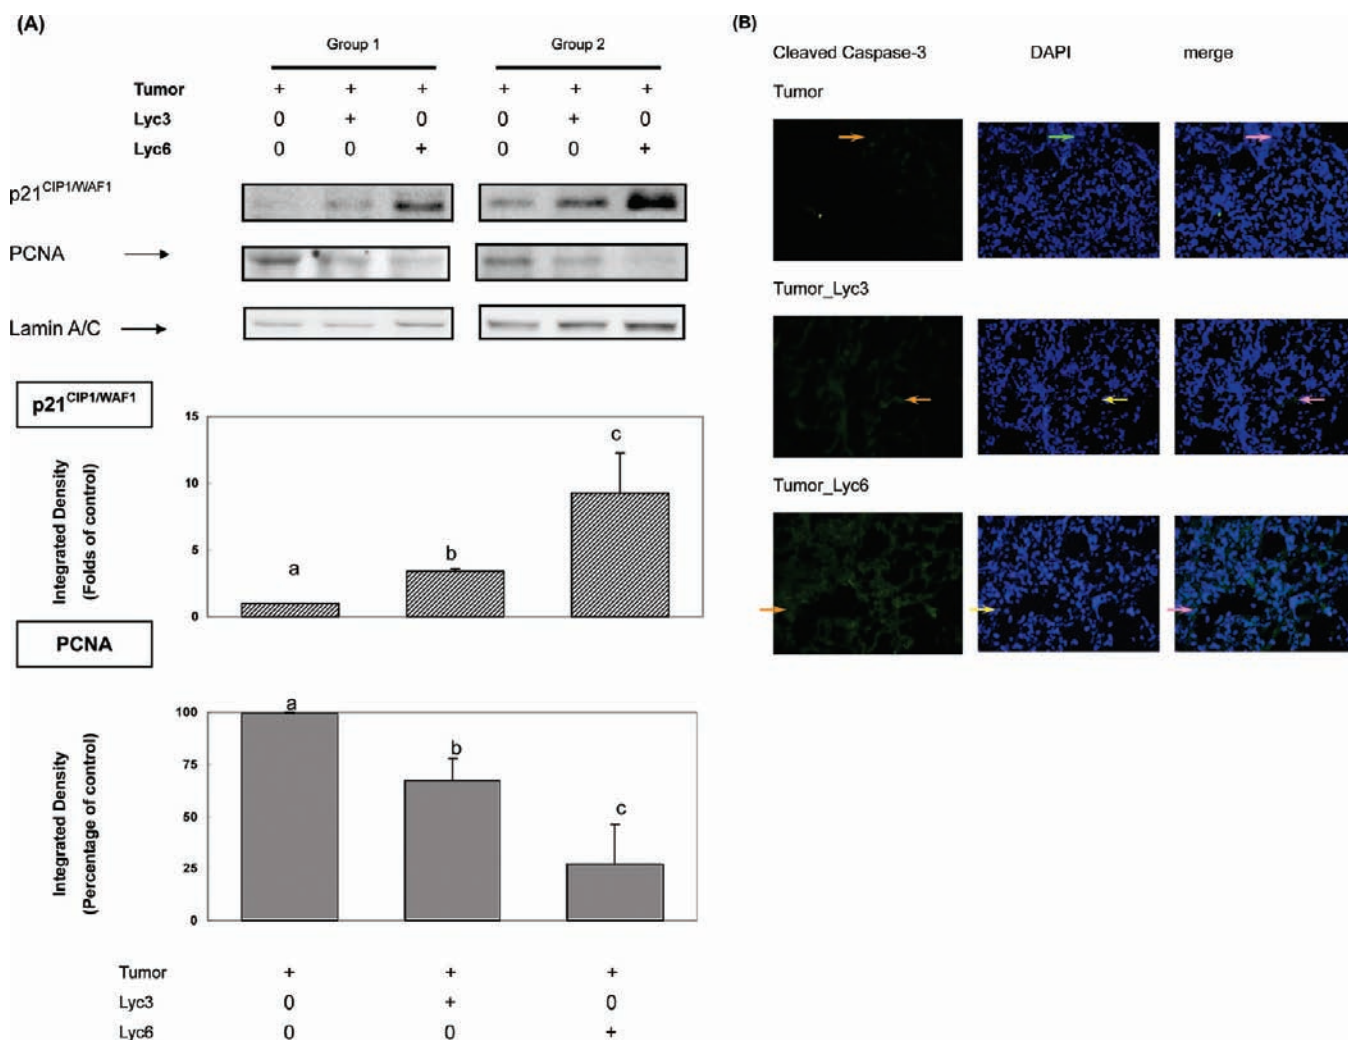 (A)
Group 1 Group 2
Tumor + + + + + +
Lyc3 0 + 0 0 + 0
Lyc6 0 0 + 0 0 +
p21CIP1/WAF1
PCNA
Lamin A/C
p21CIP1/WAF1
Integrated Density
(Folds of control)
15
10
5
0
a
b
c
PCNA
Integrated Density
(Percentage of control)
100
75
50
25
0
a
b
c
Tumor + + +
Lyc3 0 + 0
Lyc6 0 0 +
(B)
Cleaved Caspase-3 DAPI merge
Tumor
Tumor_Lyc3
Tumor_Lyc6